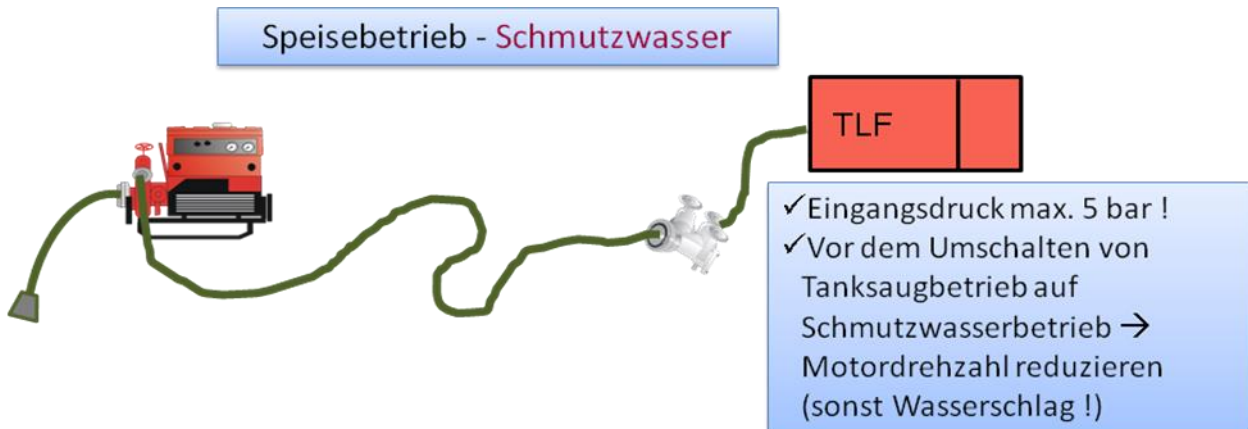 Speisebetrieb - Schmutzwasser
TLF
✓Eingangsdruck max. 5 bar !
✓Vor dem Umschalten von
Tanksaugbetrieb auf
Schmutzwasserbetrieb →
Motordrehzahl reduzieren
(sonst Wasserschlag !)